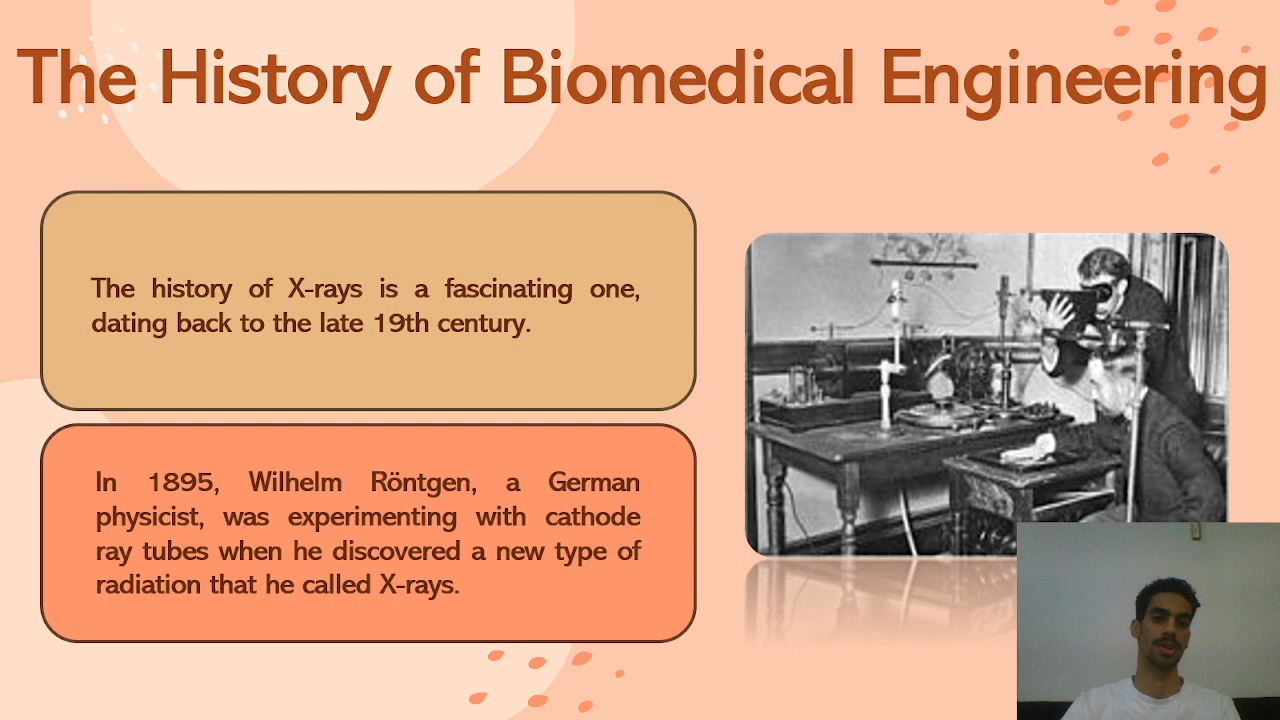 The History of Biomedical Engineering
The history of X-rays is a fascinating one,
dating back to the late 19th century.
In 1895, Wilhelm Röntgen, a German
physicist, was experimenting with cathode
ray tubes when he discovered a new type of
radiation that he called X-rays.